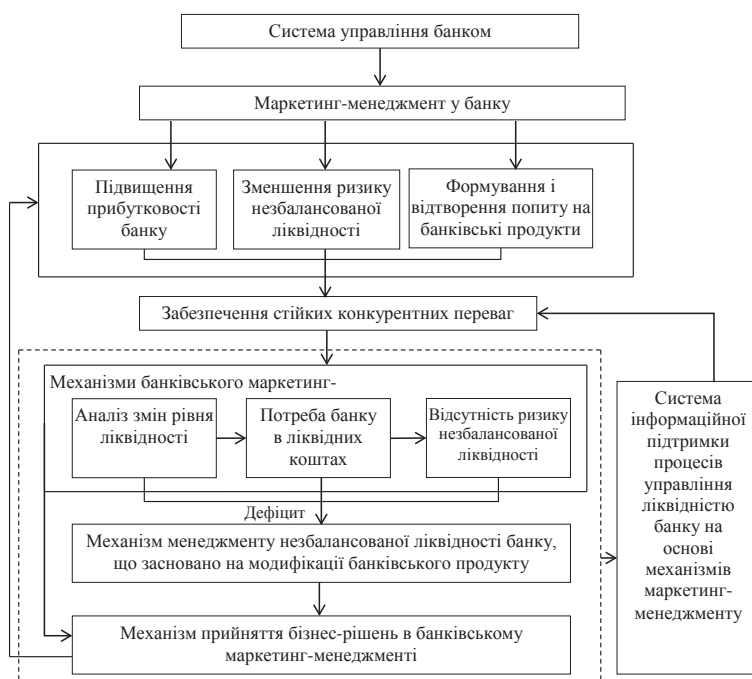 Система управління банком
Маркетинг-менеджмент у банку
Підвищення
прибутковості
банку
Зменшення ризику
незбалансованої
ліквідності
Формування і
відтворення попиту на
банківські продукти
Забезпечення стійких конкурентних переваг
Механізми банківського маркетинг-
Аналіз змін рівня
ліквідності
Потреба банку
в ліквідних
коштах
Відсутність ризику
незбалансованої
ліквідності
Дефіцит
Механізм менеджменту незбалансованої ліквідності банку,
що засновано на модифікації банківського продукту
Механізм прийняття бізнес-рішень в банківському
маркетинг-менеджменті
Система
інформаційної
підтримки
процесів
управління
ліквідністю
банку на
основі
механізмів
маркетинг-
менеджменту